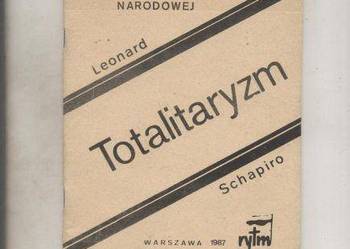 NARODOWEJ
Leonard
Totalitaryzm
Schapiro
WARSZAWA 1987
rytm